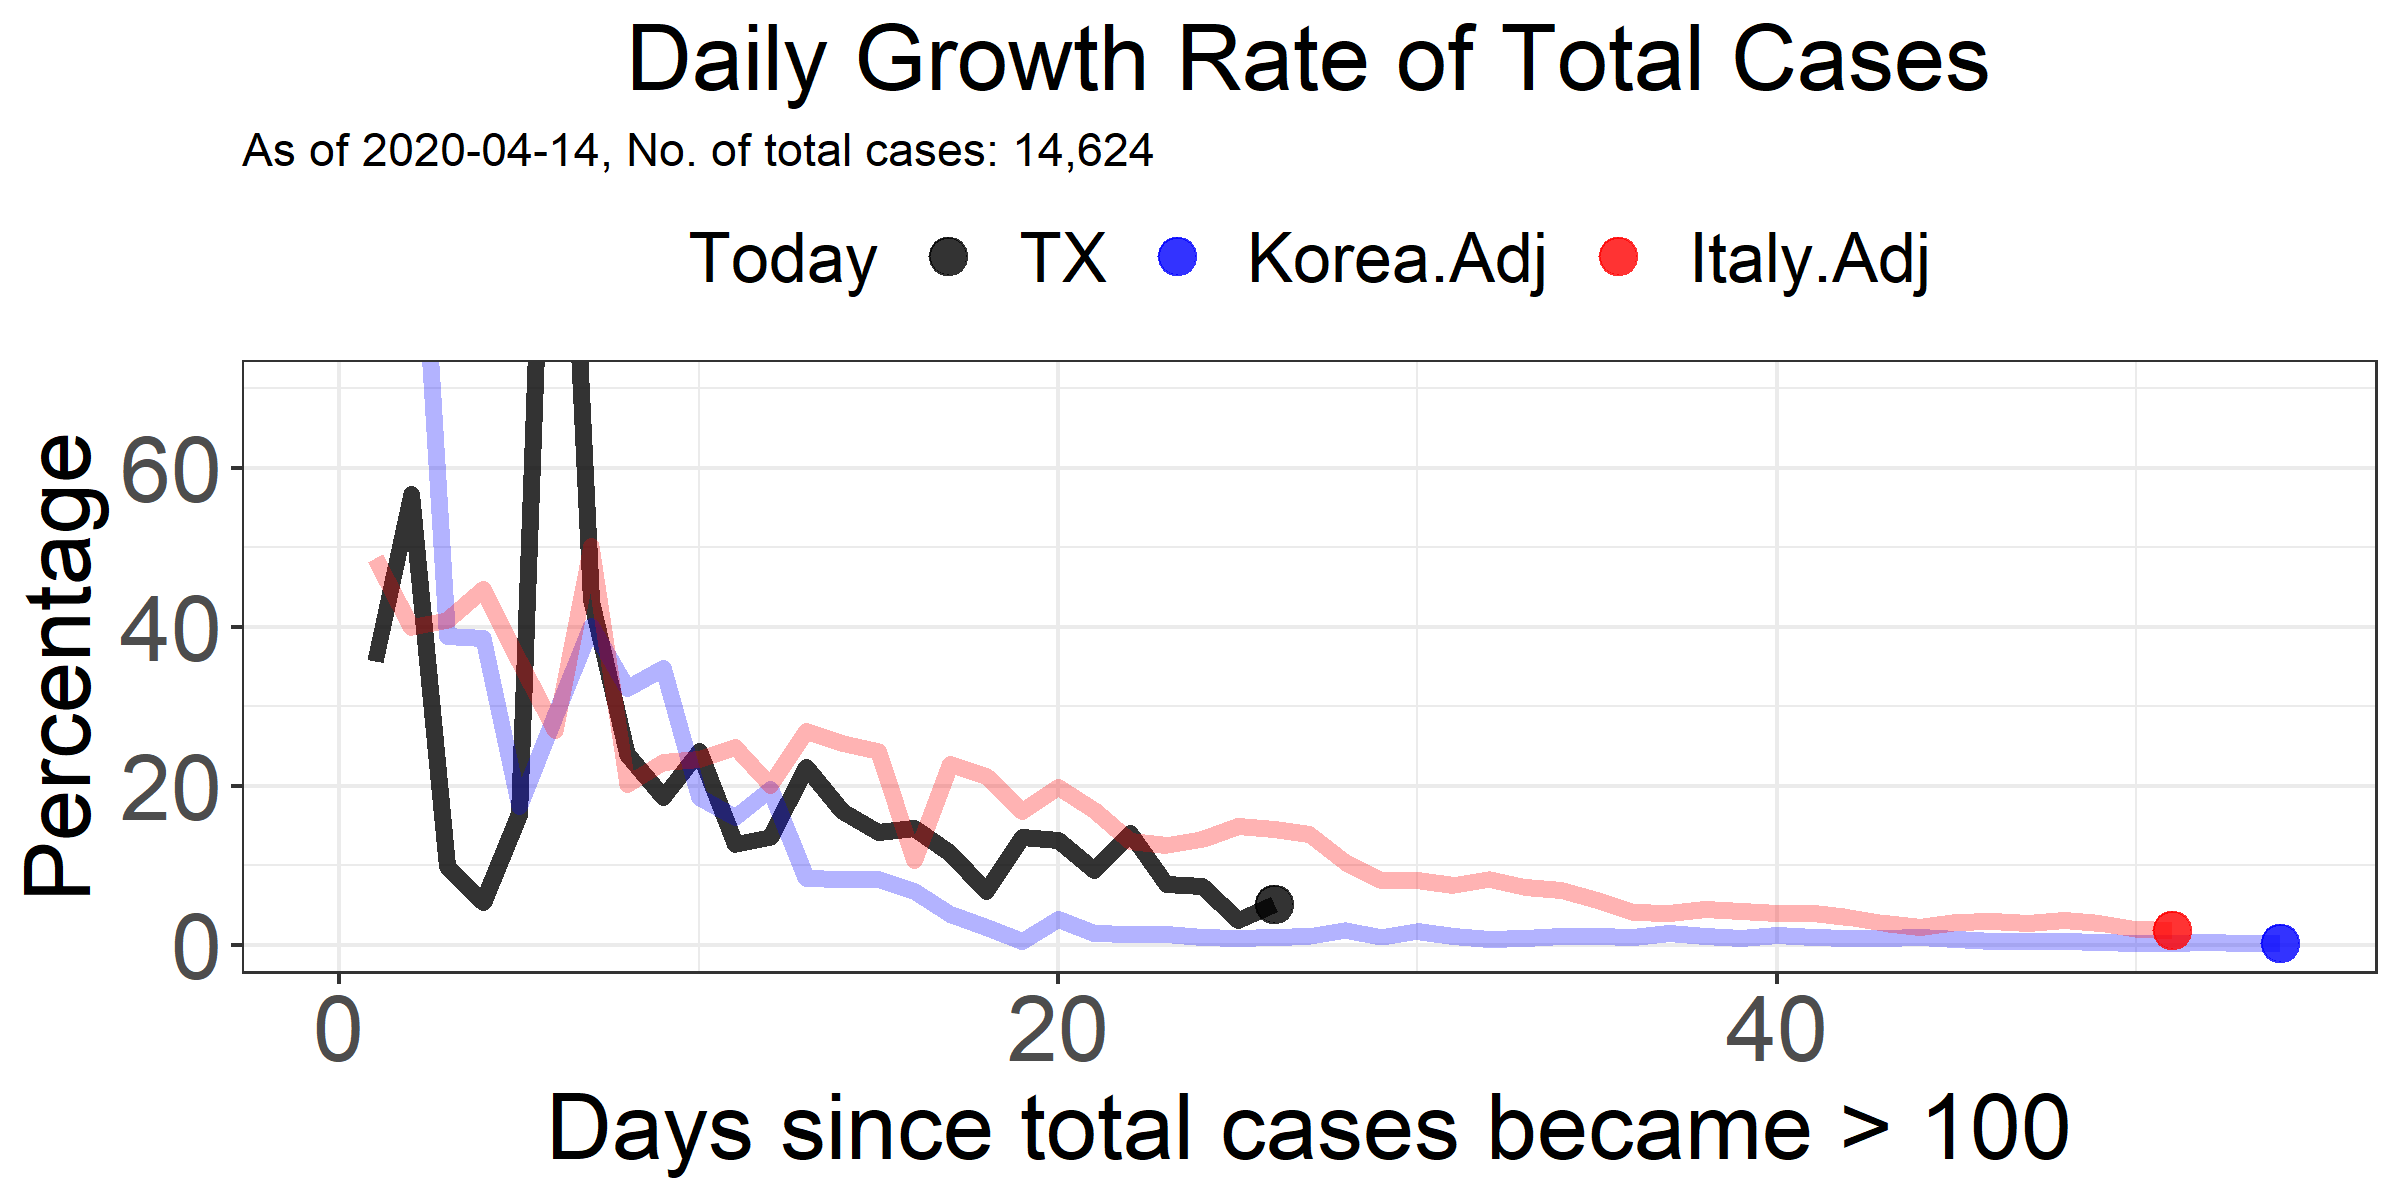 Daily Growth Rate of Total Cases
As of 2020-04-14, No. of total cases: 14,624
Today TX Korea.Adj Italy.Adj
Percentage
60
40
20
0
0 20 40
Days since total cases became > 100